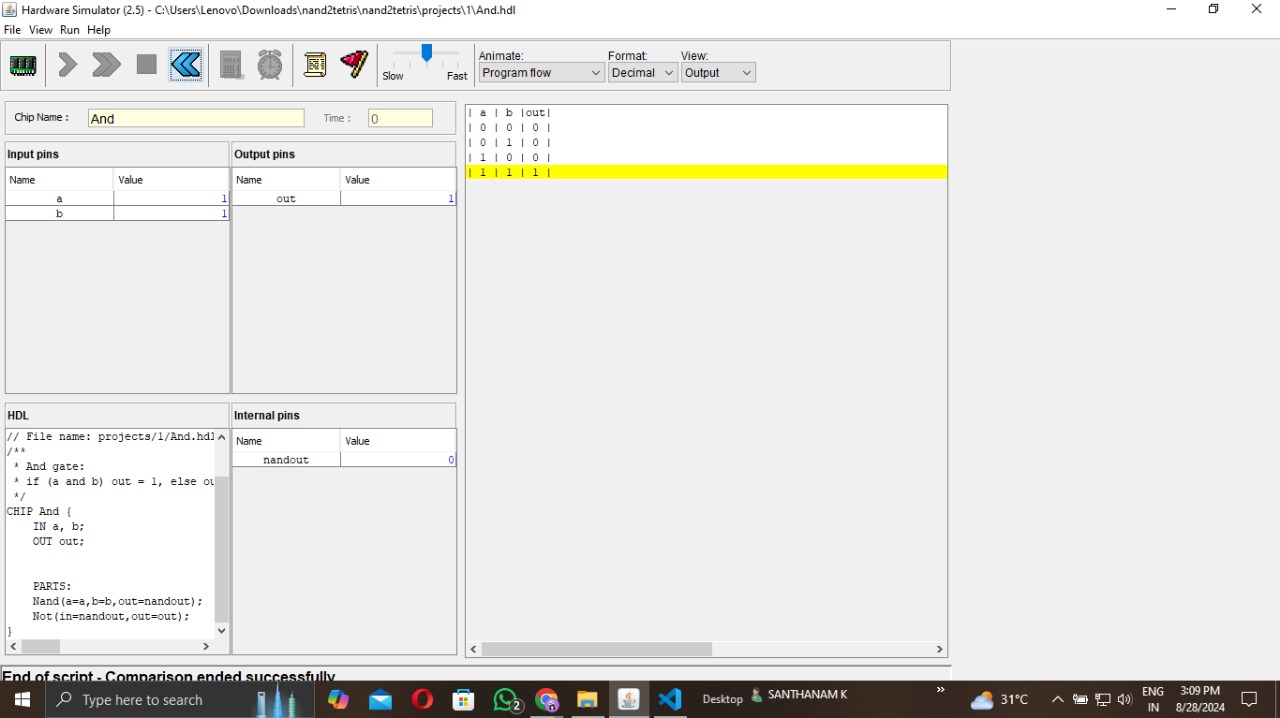 Hardware Simulator (2.5) - C:\Users\Lenovo\Downloads\nand2tetris\nand2tetris\projects\1\And.hdl
File View Run Help
Slow Fast
Animate: Format: View:
Program flow Decimal Output
Chip Name : And Time : 0
Input pins
Name Value
a 1
b 1
Output pins
Name Value
out 1
| a | b |out|
| 0 | 0 | 0 |
| 0 | 1 | 0 |
| 1 | 0 | 0 |
| 1 | 1 | 1 |
HDL
// File name: projects/1/And.hdl
/**
 * And gate:
 * if (a and b) out = 1, else ou
 */
CHIP And {
    IN a, b;
    OUT out;
    PARTS:
    Nand(a=a,b=b,out=nandout);
    Not(in=nandout,out=out);
}
Internal pins
Name Value
nandout 0
End of script - Comparison ended successfully
Type here to search
2
Desktop
SANTHANAM K
»
31°C
ENG
IN
3:09 PM
8/28/2024